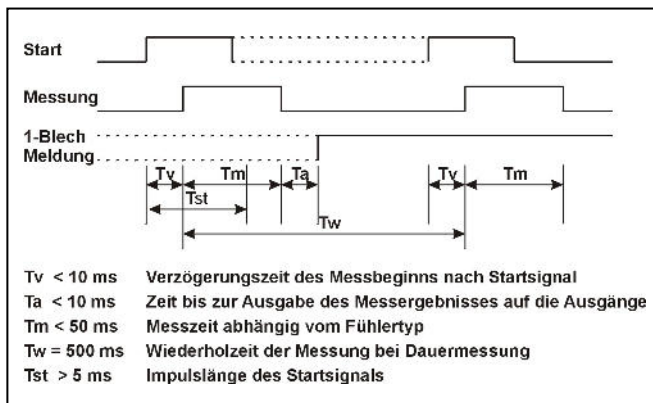 Start
Messung
1-Blech
Meldung
Tv Tm Ta Tv Tm
Tst
Tw
Tv < 10 ms Verzögerungszeit des Messbeginns nach Startsignal
Ta < 10 ms Zeit bis zur Ausgabe des Messergebnisses auf die Ausgänge
Tm < 50 ms Messzeit abhängig vom Fühlertyp
Tw = 500 ms Wiederholzeit der Messung bei Dauermessung
Tst > 5 ms Impulslänge des Startsignals